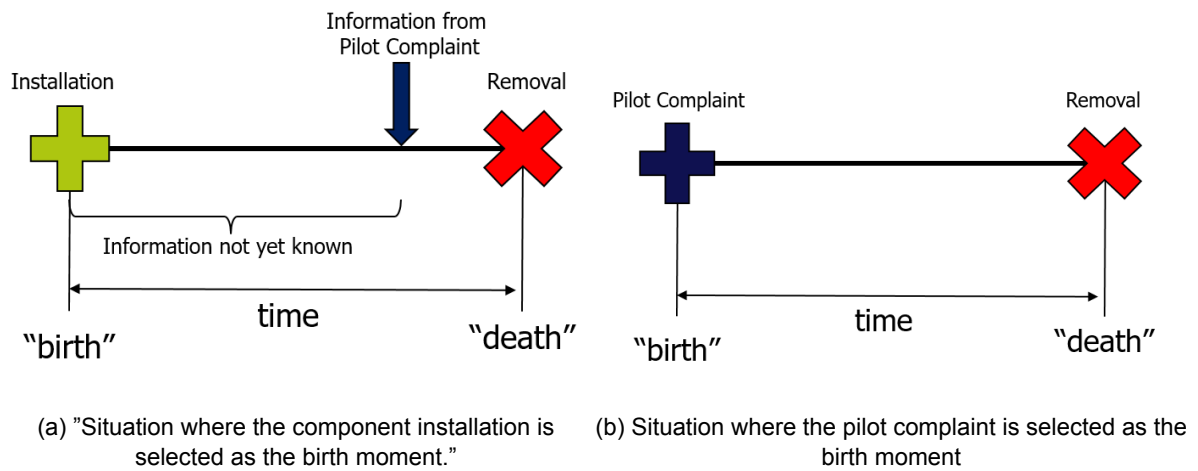 Information from
Pilot Complaint
Installation
Removal
Information not yet known
time
“birth”
“death”
(a) ”Situation where the component installation is
selected as the birth moment.”
Pilot Complaint
Removal
time
“birth”
“death”
(b) Situation where the pilot complaint is selected as the
birth moment